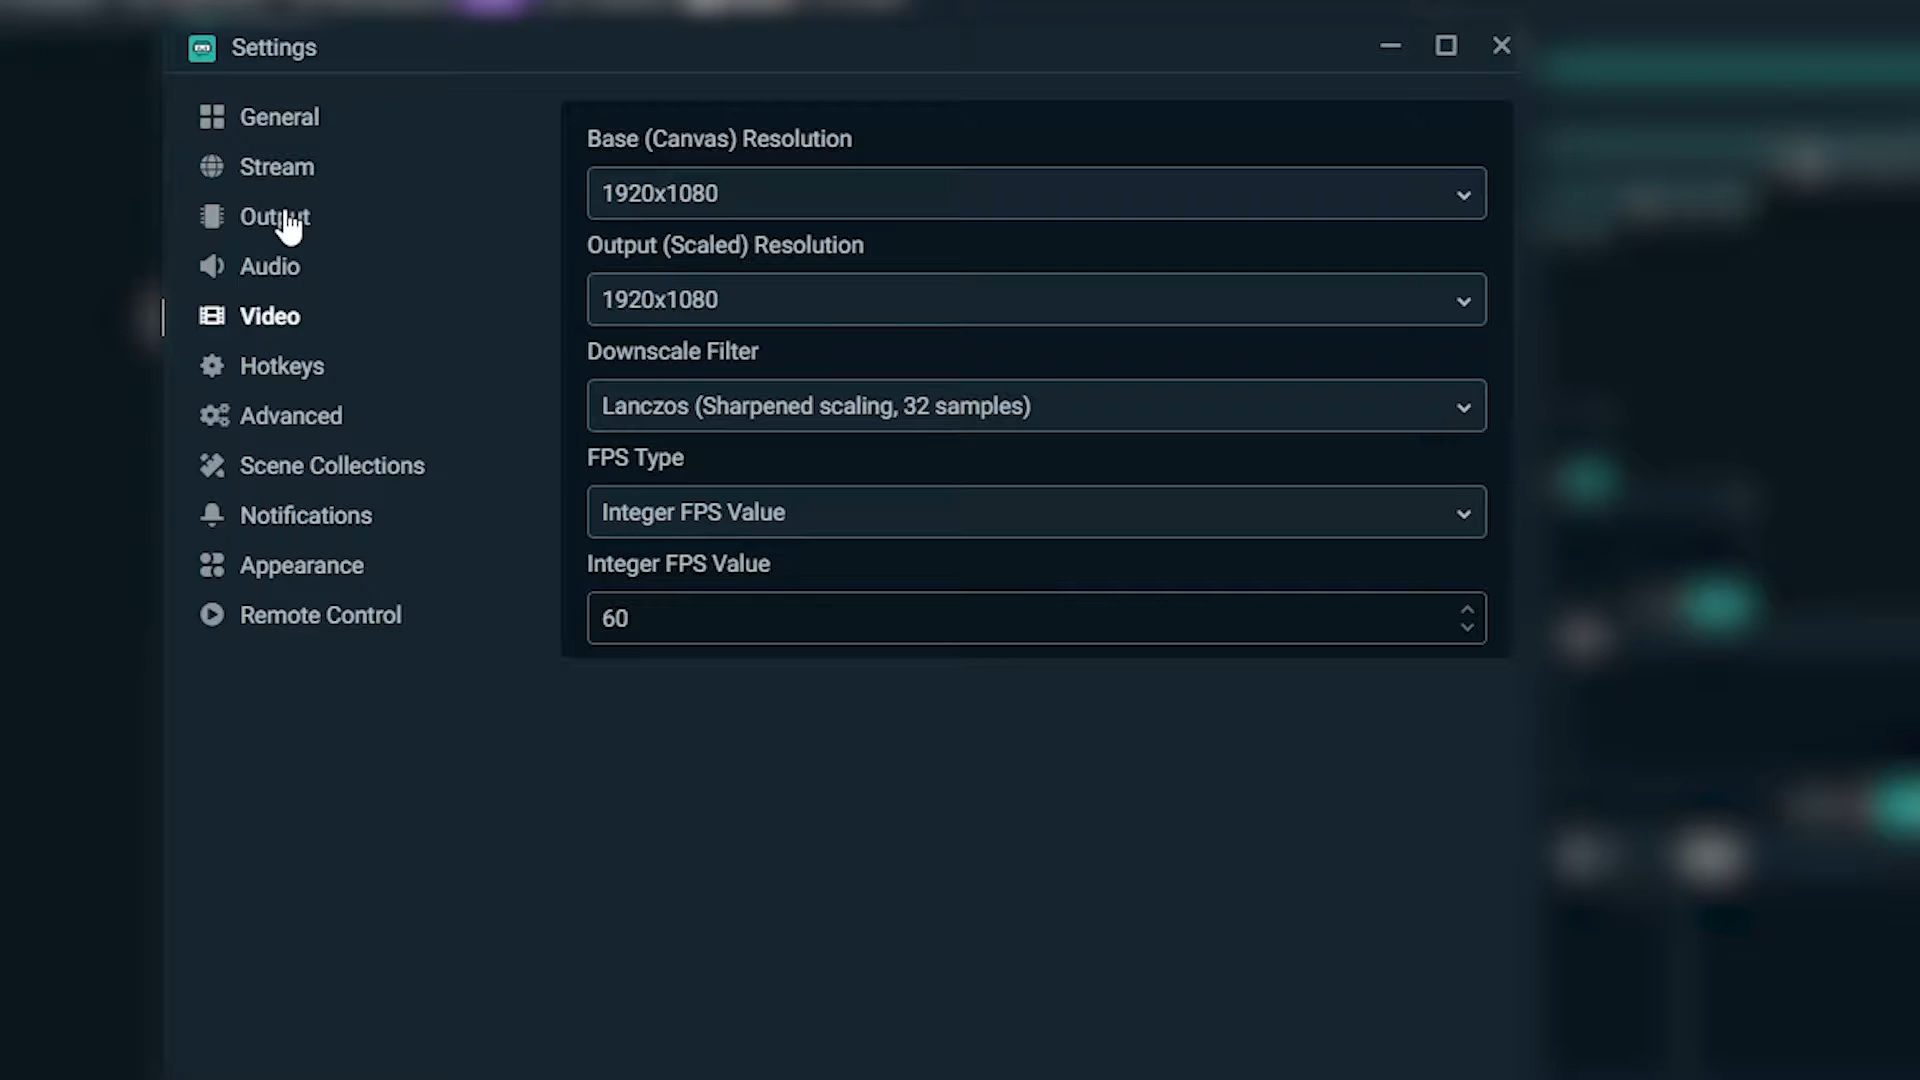 Settings
General
Stream
Output
Audio
Video
Hotkeys
Advanced
Scene Collections
Notifications
Appearance
Remote Control
Base (Canvas) Resolution
1920x1080
Output (Scaled) Resolution
1920x1080
Downscale Filter
Lanczos (Sharpened scaling, 32 samples)
FPS Type
Integer FPS Value
Integer FPS Value
60